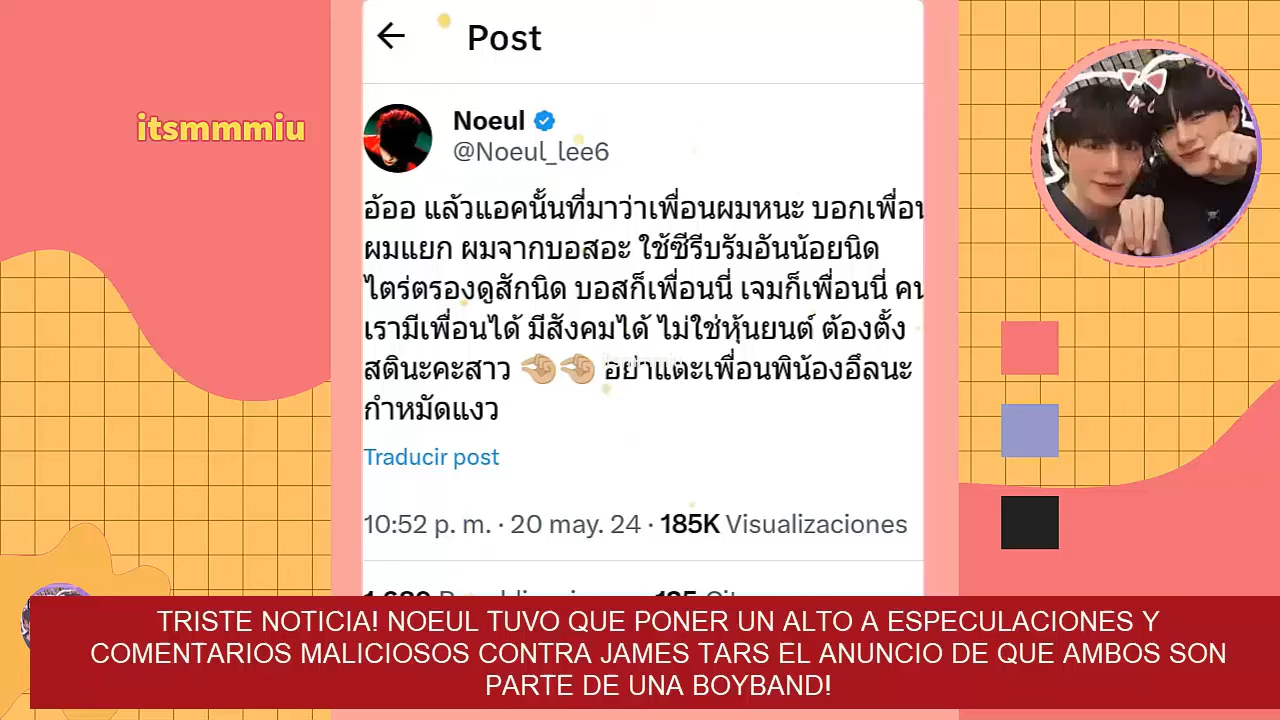 Post
itsmmmiu
Noeul
@Noeul_lee6
อ้ออ แล้วแอคนั้นที่มาว่าเพื่อนผมหนะ บอกเพื่อน
ผมแยก ผมจากบอสอะ ใช้ซีรีบรัมอันน้อยนิด
ไตร่ตรองดูสักนิด บอสก็เพื่อนนี่ เจมก็เพื่อนนี่ คน
เรามีเพื่อนได้ มีสังคมได้ ไม่ใช่หุ้นยนต์ ต้องตั้ง
สตินะคะสาว 🤏🏼🤏🏼 อย่าแตะเพื่อนพี่น้องอึลนะ
กำหมัดแงว
Traducir post
10:52 p. m. · 20 may. 24 · 185K Visualizaciones
TRISTE NOTICIA! NOEUL TUVO QUE PONER UN ALTO A ESPECULACIONES Y
COMENTARIOS MALICIOSOS CONTRA JAMES TARS EL ANUNCIO DE QUE AMBOS SON
PARTE DE UNA BOYBAND!